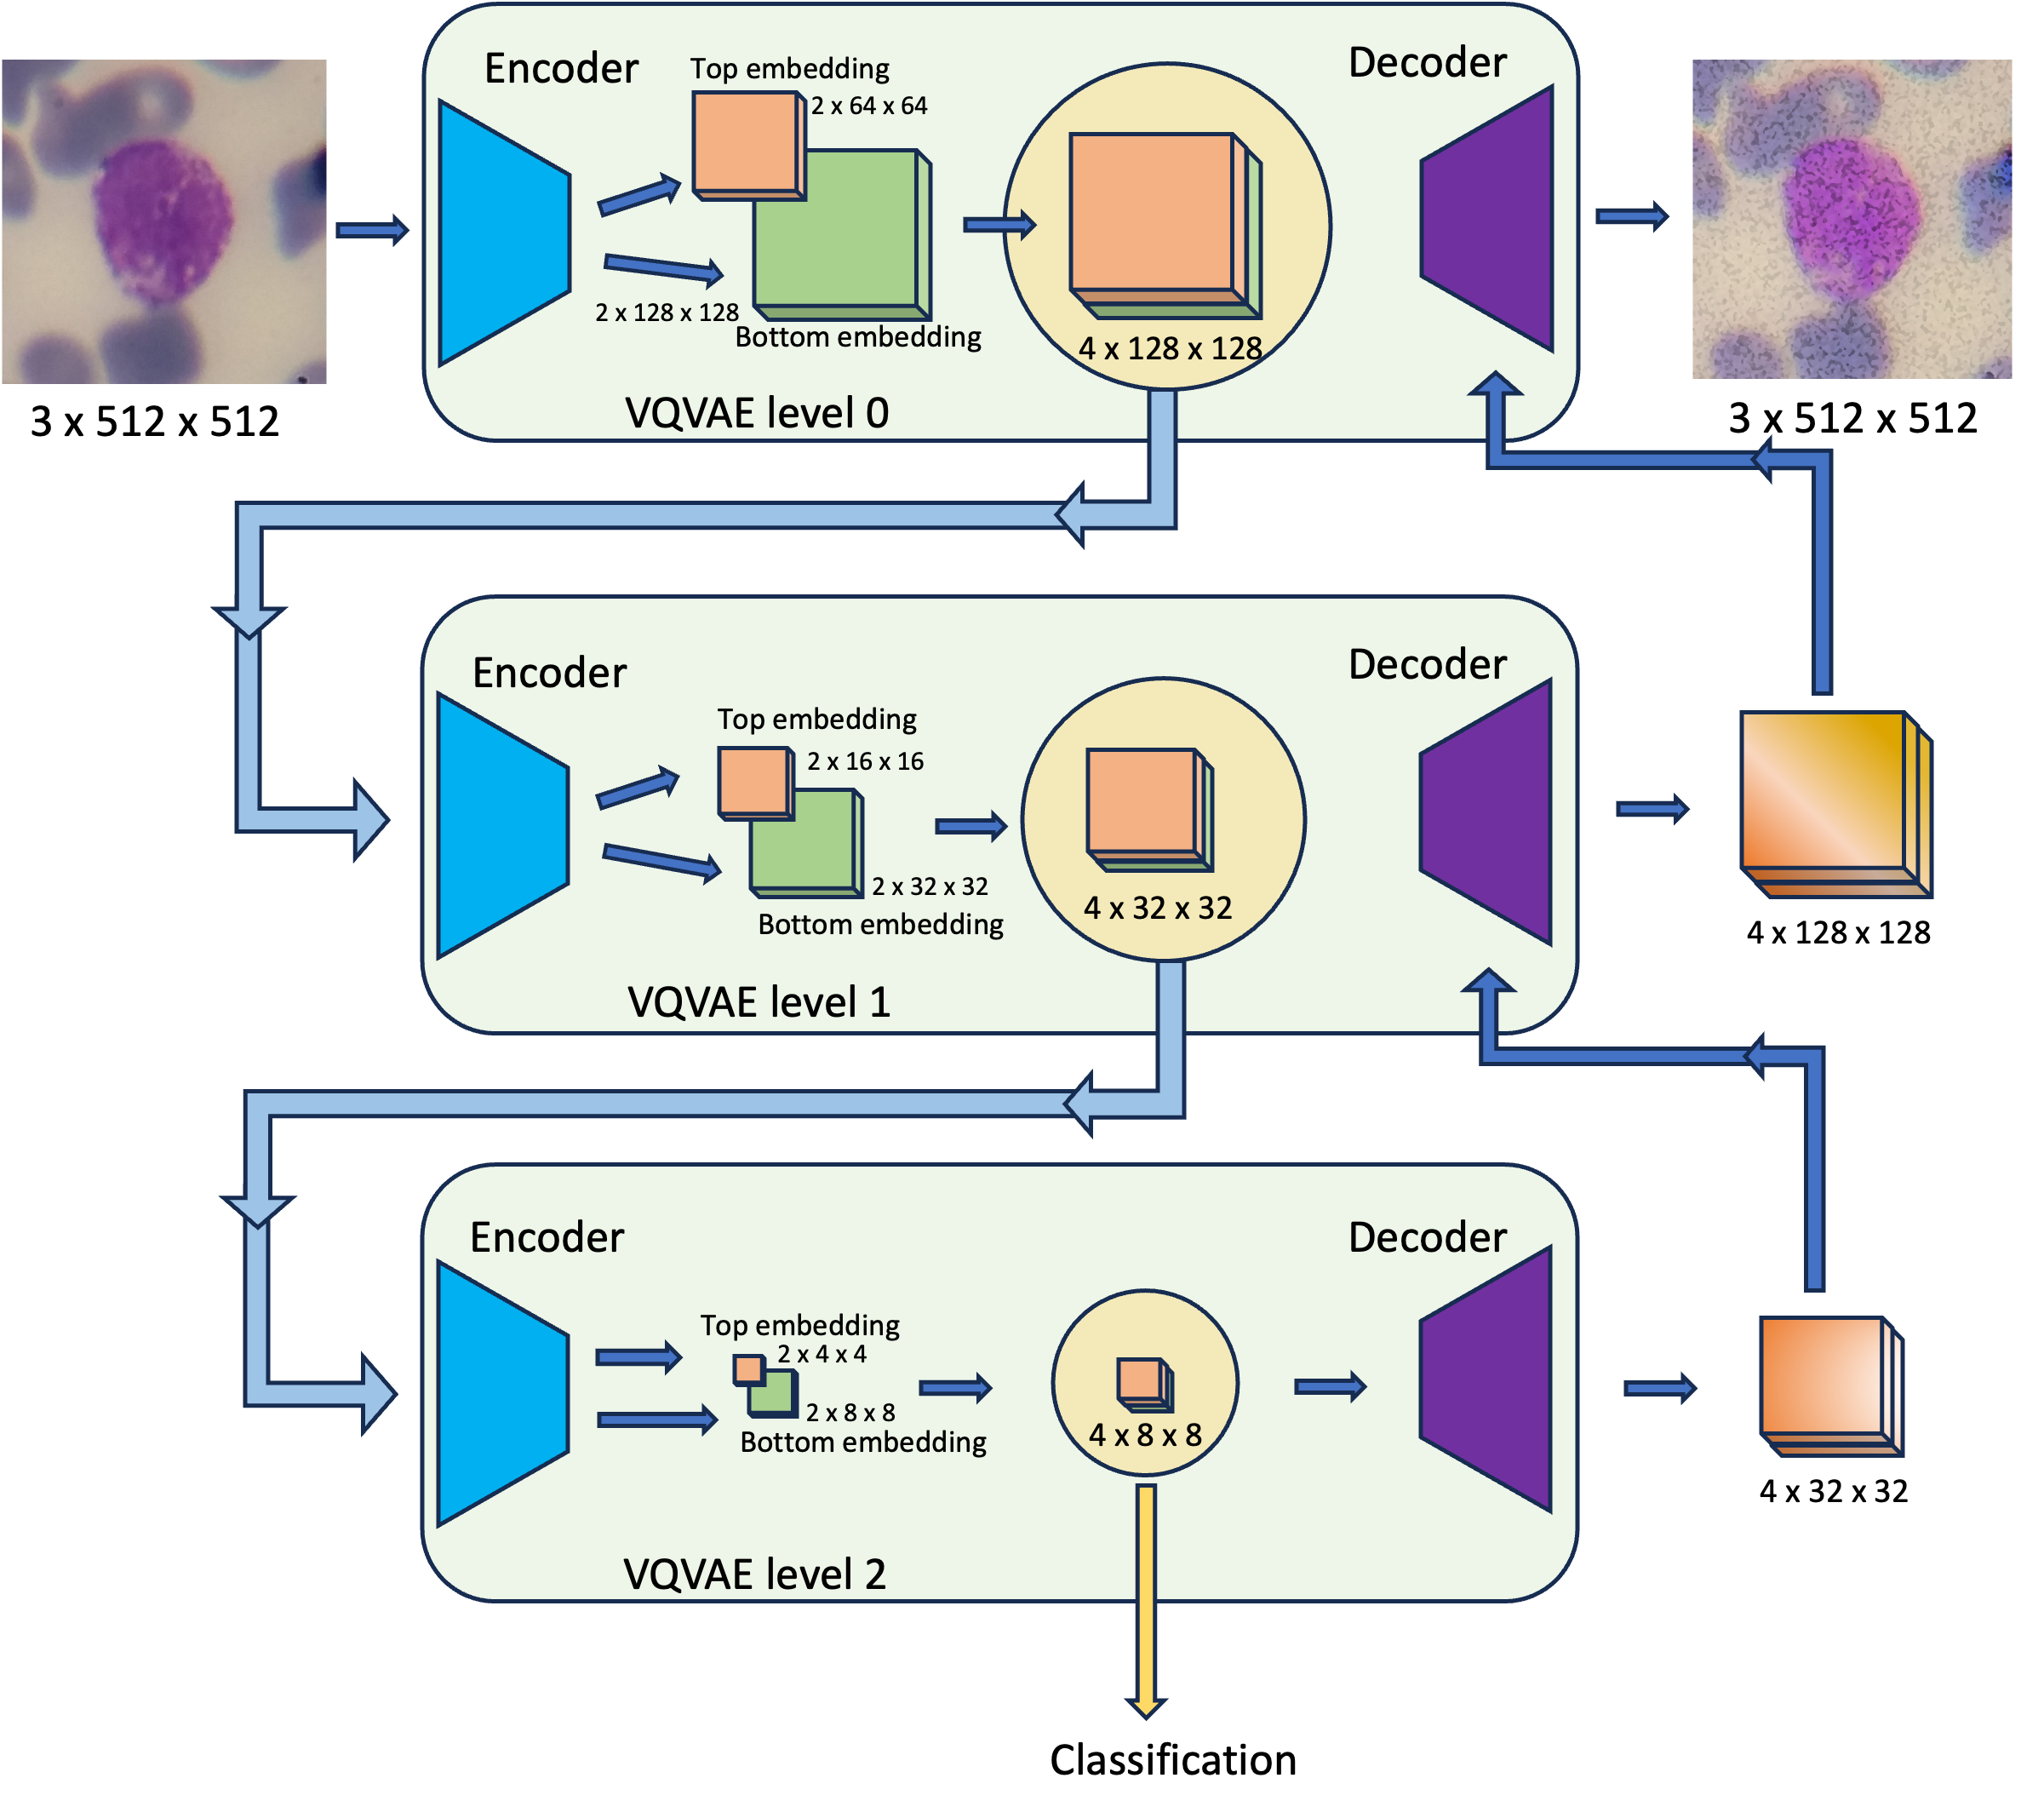 Encoder
Top embedding
2 x 64 x 64
2 x 128 x 128
Bottom embedding
4 x 128 x 128
Decoder
VQVAE level 0
3 x 512 x 512
3 x 512 x 512
Encoder
Top embedding
2 x 16 x 16
2 x 32 x 32
Bottom embedding
4 x 32 x 32
Decoder
VQVAE level 1
4 x 128 x 128
Encoder
Top embedding
2 x 4 x 4
2 x 8 x 8
Bottom embedding
4 x 8 x 8
Decoder
VQVAE level 2
4 x 32 x 32
Classification